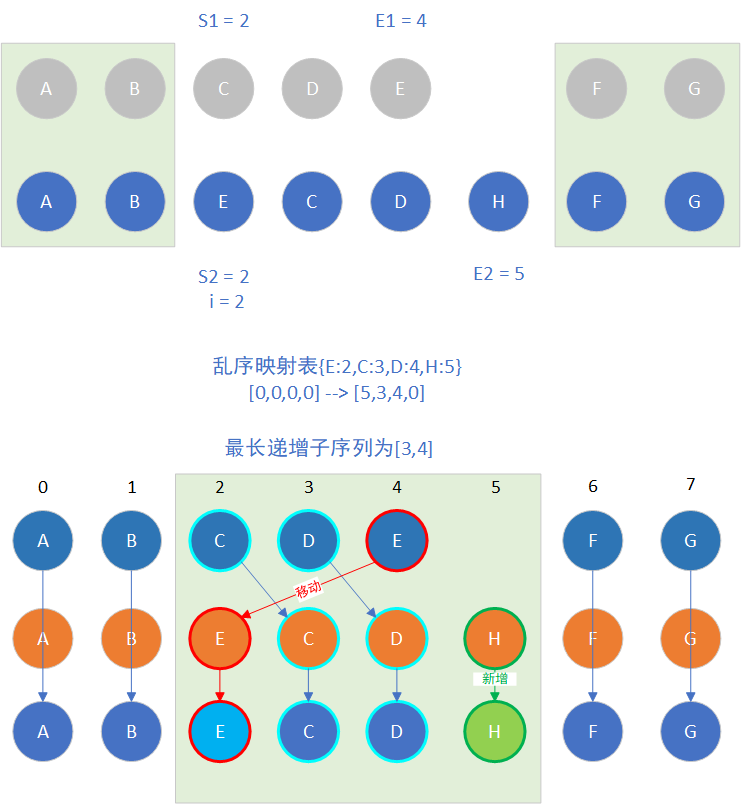 S1 = 2 E1 = 4
A B C D E F G
A B E C D H F G
S2 = 2 E2 = 5
i = 2
乱序映射表{E:2,C:3,D:4,H:5}
[0,0,0,0] --> [5,3,4,0]
最长递增子序列为[3,4]
0 1 2 3 4 5 6 7
A B C D E F G
移动
A B E C D H F G
新增
A B E C D H F G